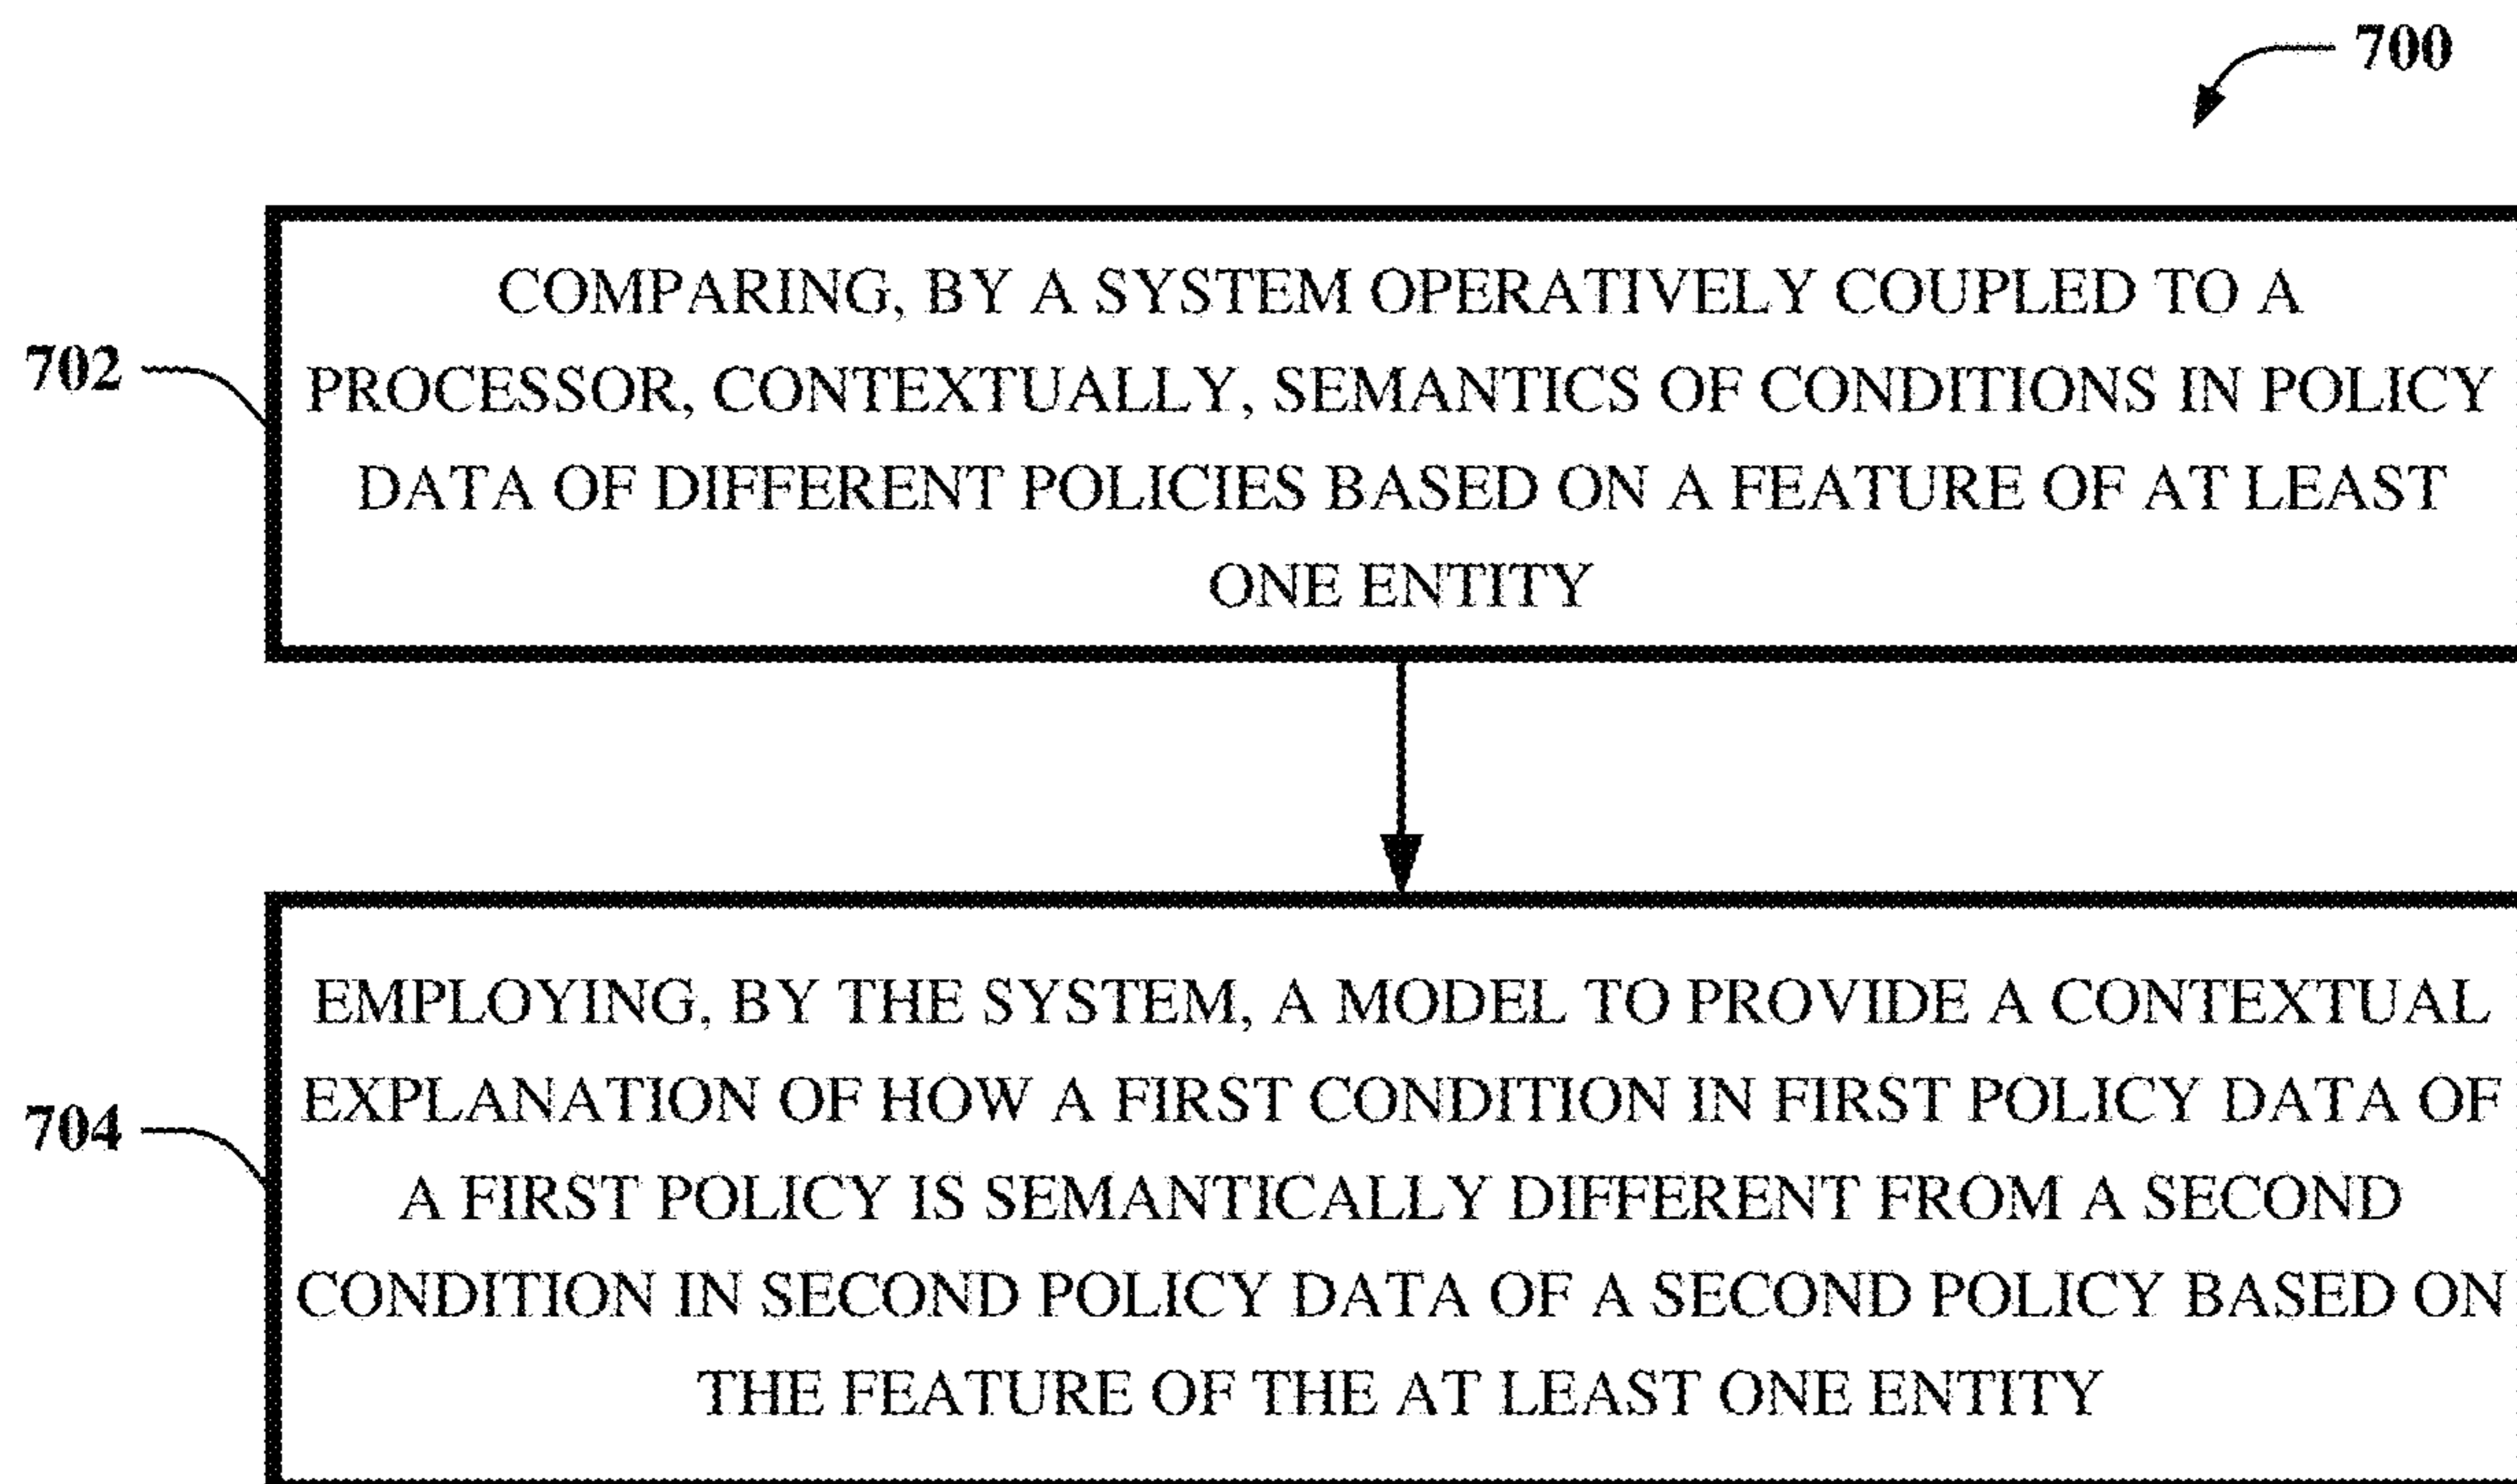 700
702
COMPARING, BY A SYSTEM OPERATIVELY COUPLED TO A
PROCESSOR, CONTEXTUALLY, SEMANTICS OF CONDITIONS IN POLICY
DATA OF DIFFERENT POLICIES BASED ON A FEATURE OF AT LEAST
ONE ENTITY
704
EMPLOYING, BY THE SYSTEM, A MODEL TO PROVIDE A CONTEXTUAL
EXPLANATION OF HOW A FIRST CONDITION IN FIRST POLICY DATA OF
A FIRST POLICY IS SEMANTICALLY DIFFERENT FROM A SECOND
CONDITION IN SECOND POLICY DATA OF A SECOND POLICY BASED ON
THE FEATURE OF THE AT LEAST ONE ENTITY